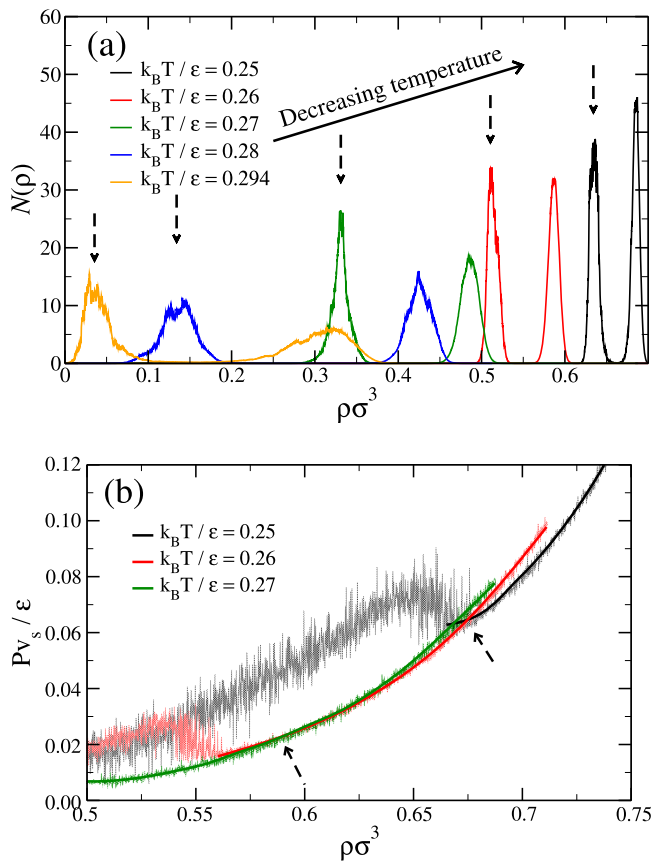 (a)
k_BT / ε = 0.25
k_BT / ε = 0.26
k_BT / ε = 0.27
k_BT / ε = 0.28
k_BT / ε = 0.294
Decreasing temperature
N(ρ)
60
50
40
30
20
10
0
0 0.1 0.2 0.3 0.4 0.5 0.6
ρσ³
(b)
k_BT / ε = 0.25
k_BT / ε = 0.26
k_BT / ε = 0.27
Pv_s / ε
0.12
0.10
0.08
0.06
0.04
0.02
0.00
0.5 0.55 0.6 0.65 0.7 0.75
ρσ³